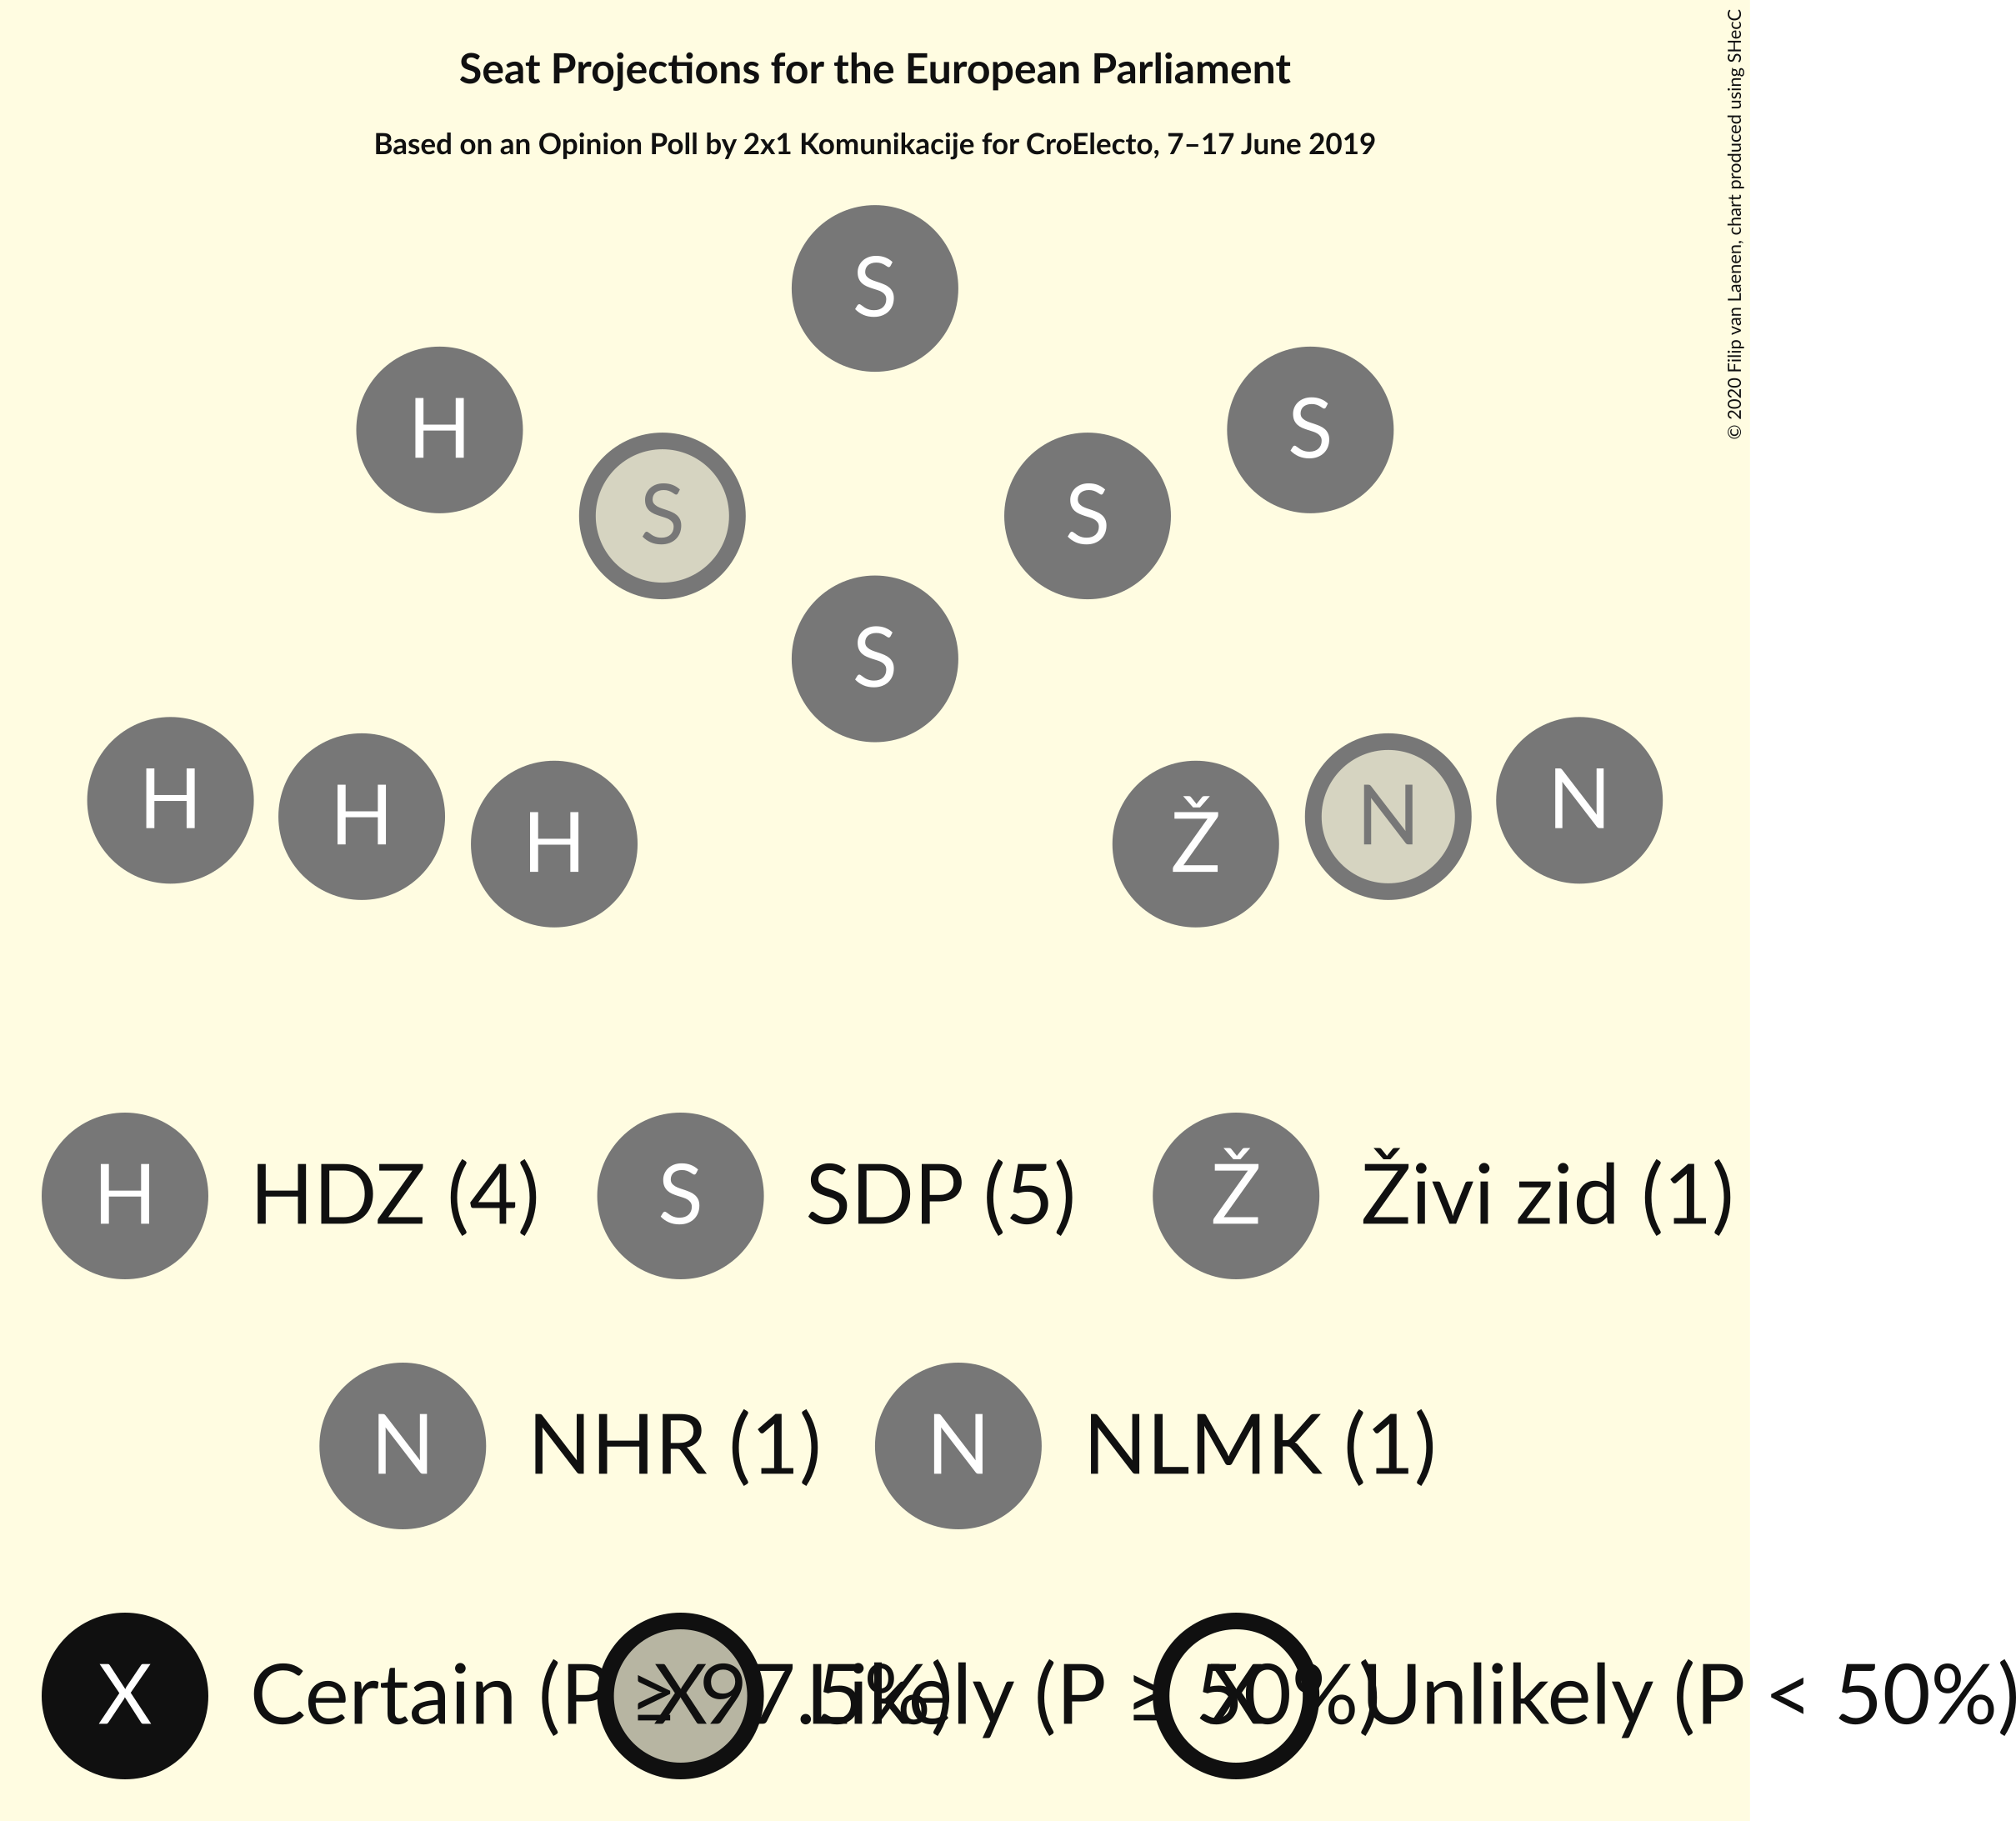 Seat Projections for the European Parliament
Based on an Opinion Poll by 2x1 Komunikacije for CroElecto, 7–17 June 2019
© 2020 Filip van Laenen, chart produced using SHecC
S
H
S
S
S
S
H
H
H
Ž
N
N
H HDZ (4) S SDP (5) Ž Živi zid (1)
N NHR (1) N NLMK (1)
X Certain (P ≥ 97.5%) X Likely (P ≥ 50%) X Unlikely (P < 50%)